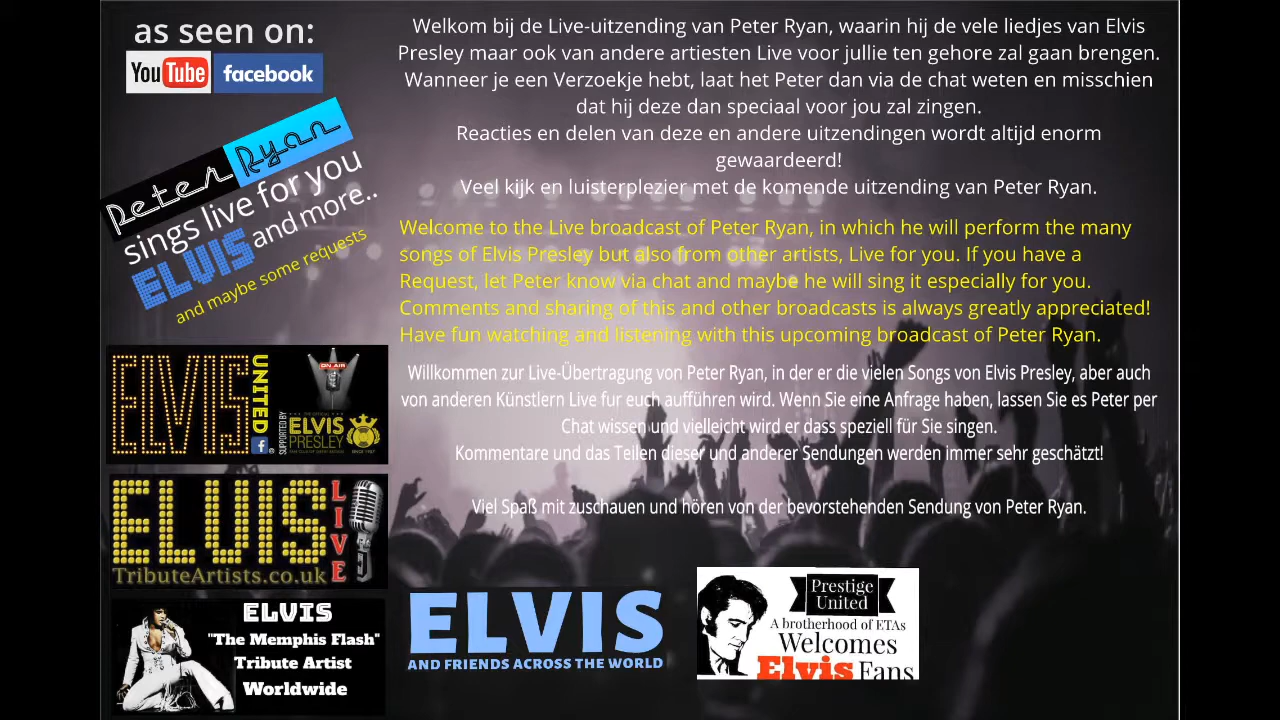 as seen on:
YouTube facebook
Peter Ryan
sings live for you
ELVIS and more..
and maybe some requests
ELVIS UNITED
ON AIR
SUPPORTED BY
ELVIS
PRESLEY
ELVIS LIVE
TributeArtists.co.uk
ELVIS
"The Memphis Flash"
Tribute Artist
Worldwide
Welkom bij de Live-uitzending van Peter Ryan, waarin hij de vele liedjes van Elvis
Presley maar ook van andere artiesten Live voor jullie ten gehore zal gaan brengen.
Wanneer je een Verzoekje hebt, laat het Peter dan via de chat weten en misschien
dat hij deze dan speciaal voor jou zal zingen.
Reacties en delen van deze en andere uitzendingen wordt altijd enorm
gewaardeerd!
Veel kijk en luisterplezier met de komende uitzending van Peter Ryan.
Welcome to the Live broadcast of Peter Ryan, in which he will perform the many
songs of Elvis Presley but also from other artists, Live for you. If you have a
Request, let Peter know via chat and maybe he will sing it especially for you.
Comments and sharing of this and other broadcasts is always greatly appreciated!
Have fun watching and listening with this upcoming broadcast of Peter Ryan.
Willkommen zur Live-Übertragung von Peter Ryan, in der er die vielen Songs von Elvis Presley, aber auch
von anderen Künstlern Live fur euch aufführen wird. Wenn Sie eine Anfrage haben, lassen Sie es Peter per
Chat wissen und vielleicht wird er dass speziell für Sie singen.
Kommentare und das Teilen dieser und anderer Sendungen werden immer sehr geschätzt!
Viel Spaß mit zuschauen und hören von der bevorstehenden Sendung von Peter Ryan.
ELVIS
AND FRIENDS ACROSS THE WORLD
Prestige
United
A brotherhood of ETAs
Welcomes
Elvis Fans